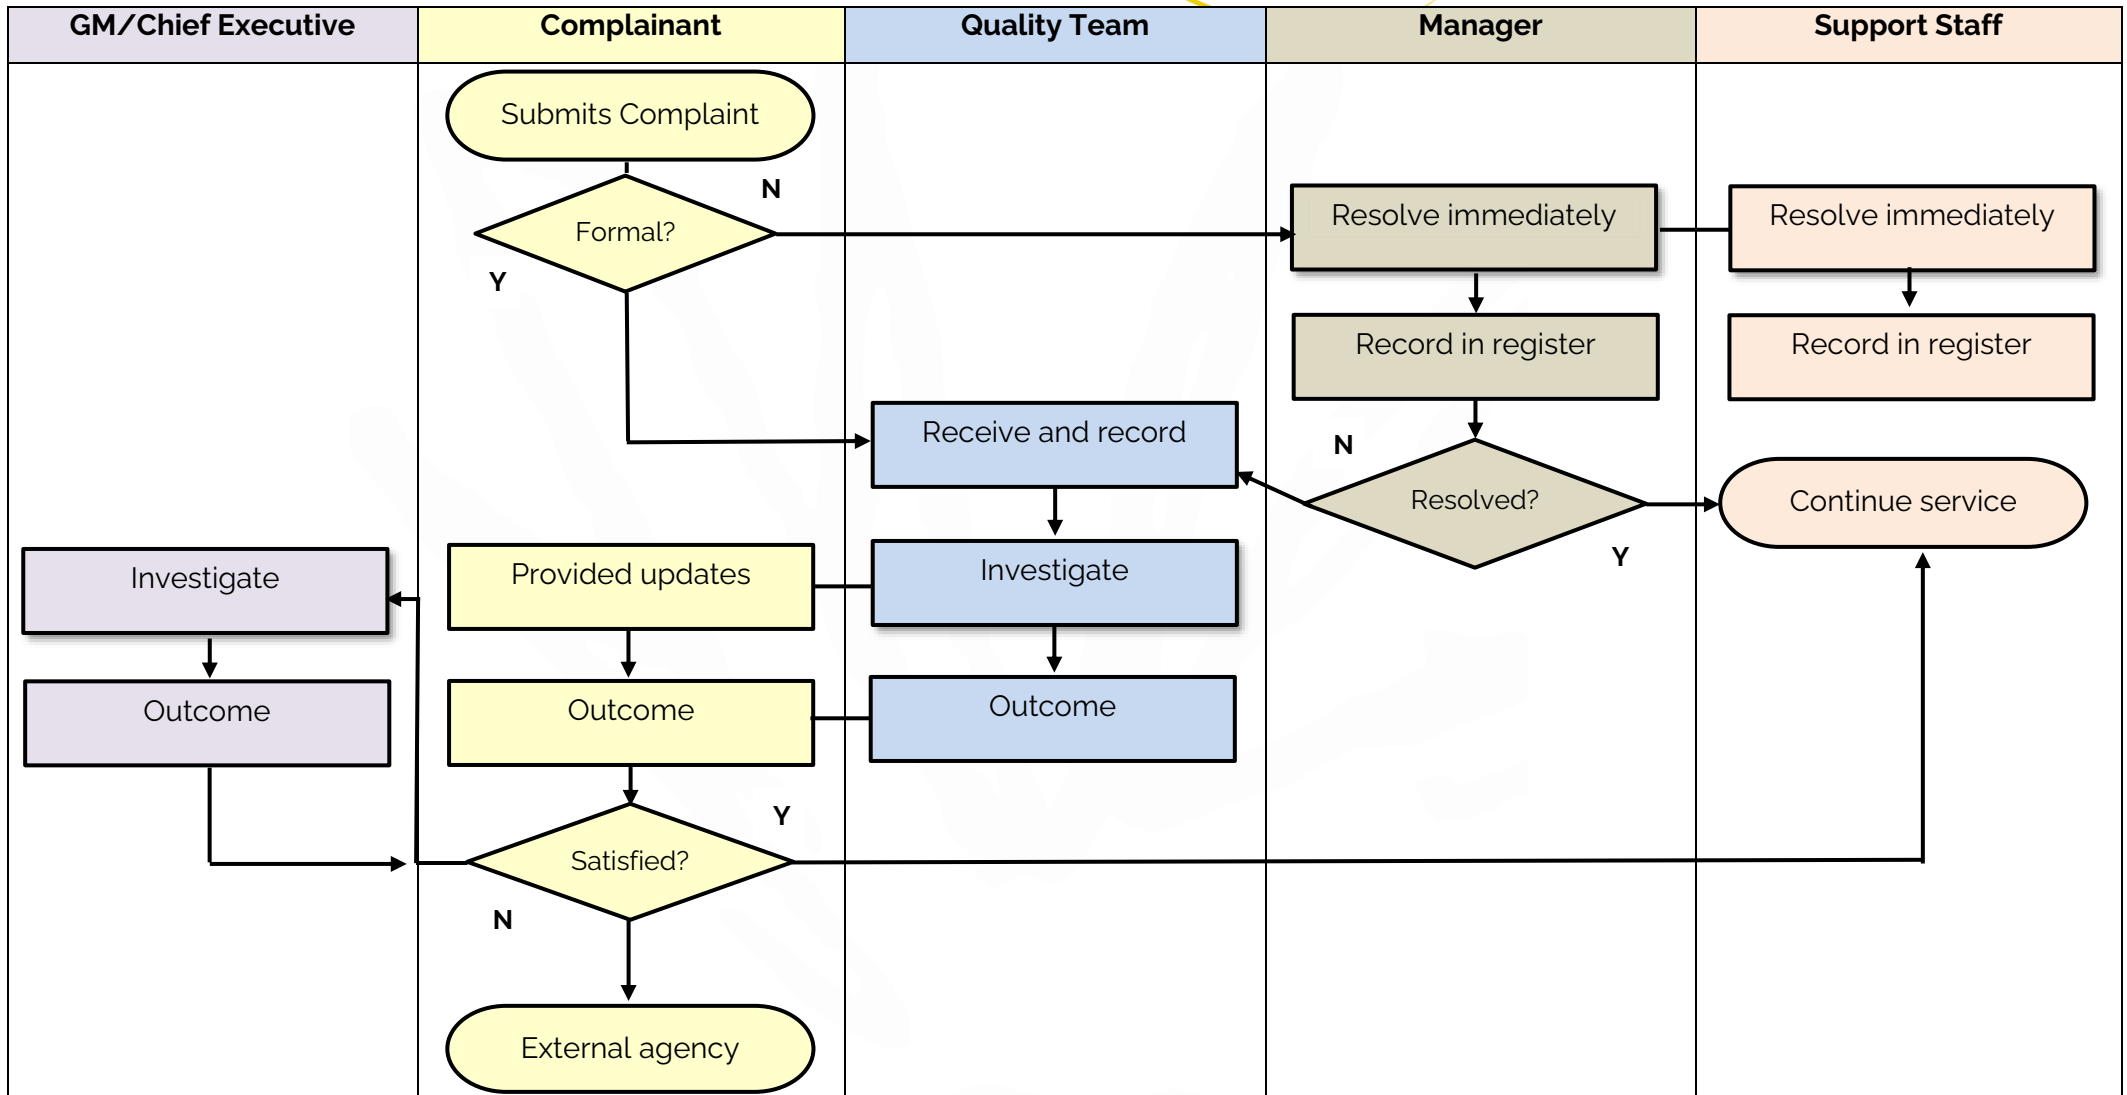 GM/Chief Executive
Complainant
Quality Team
Manager
Support Staff
Submits Complaint
N
Formal?
Y
Resolve immediately
Resolve immediately
Record in register
Record in register
Receive and record
N
Resolved?
Y
Continue service
Investigate
Provided updates
Investigate
Outcome
Outcome
Outcome
Y
Satisfied?
N
External agency